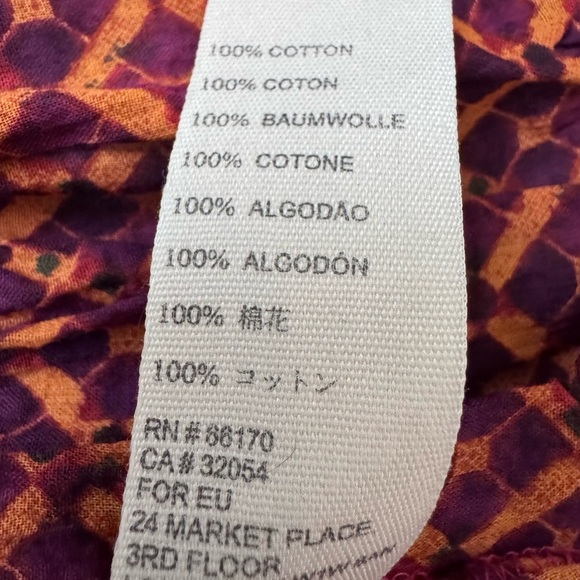 100% COTTON
100% COTON
100% BAUMWOLLE
100% COTONE
100% ALGODÃO
100% ALGODÓN
100% 棉花
100% コットン
RN # 66170
CA # 32054
FOR EU
24 MARKET PLACE
3RD FLOOR